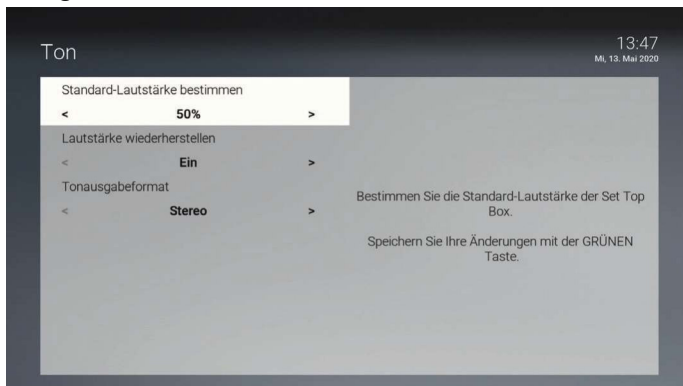 Ton
13:47
Mi, 13. Mai 2020
Standard-Lautstärke bestimmen
< 50% >
Lautstärke wiederherstellen
< Ein >
Tonausgabeformat
< Stereo >
Bestimmen Sie die Standard-Lautstärke der Set Top
Box.
Speichern Sie Ihre Änderungen mit der GRÜNEN
Taste.